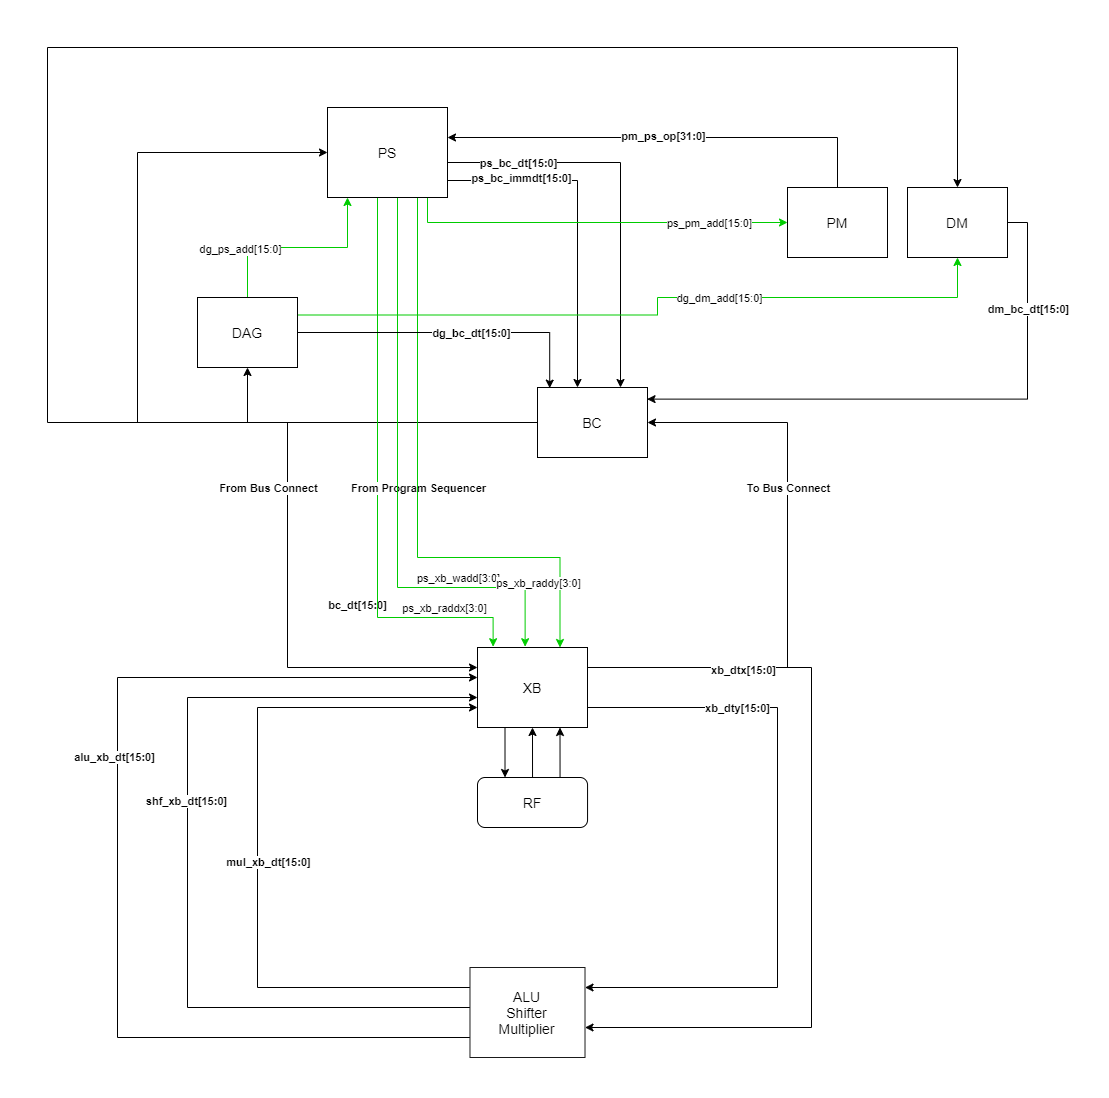 PS
pm_ps_op[31:0]
ps_bc_dt[15:0]
ps_bc_immdt[15:0]
PM
DM
ps_pm_add[15:0]
dg_ps_add[15:0]
dg_dm_add[15:0]
dm_bc_dt[15:0]
DAG
dg_bc_dt[15:0]
BC
From Bus Connect
From Program Sequencer
To Bus Connect
ps_xb_wadd[3:0]
ps_xb_raddy[3:0]
bc_dt[15:0]
ps_xb_raddx[3:0]
XB
xb_dtx[15:0]
xb_dty[15:0]
alu_xb_dt[15:0]
shf_xb_dt[15:0]
RF
mul_xb_dt[15:0]
ALU
Shifter
Multiplier